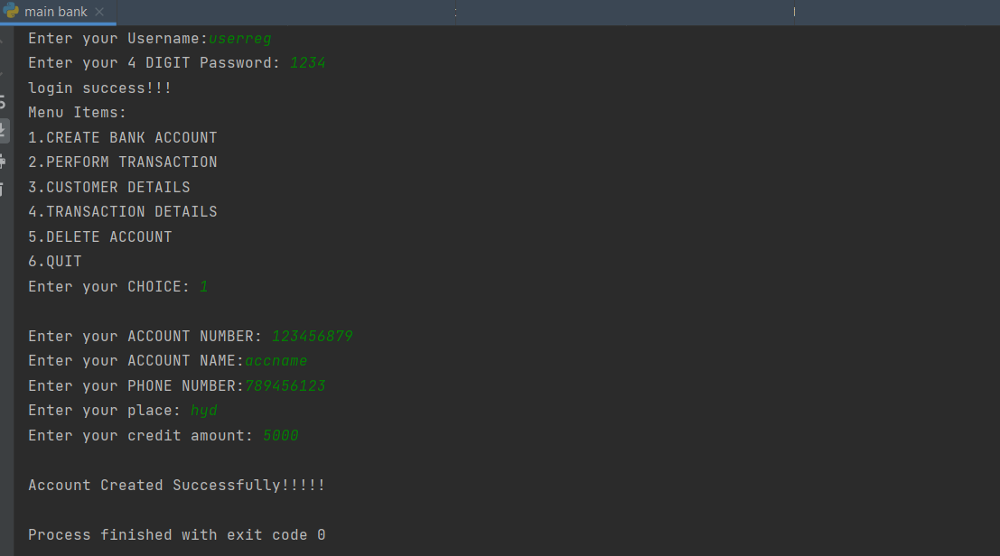 main bank
Enter your Username:userreg
Enter your 4 DIGIT Password: 1234
login success!!!
Menu Items:
1.CREATE BANK ACCOUNT
2.PERFORM TRANSACTION
3.CUSTOMER DETAILS
4.TRANSACTION DETAILS
5.DELETE ACCOUNT
6.QUIT
Enter your CHOICE: 1
Enter your ACCOUNT NUMBER: 123456879
Enter your ACCOUNT NAME:accname
Enter your PHONE NUMBER:789456123
Enter your place: hyd
Enter your credit amount: 5000
Account Created Successfully!!!!!
Process finished with exit code 0